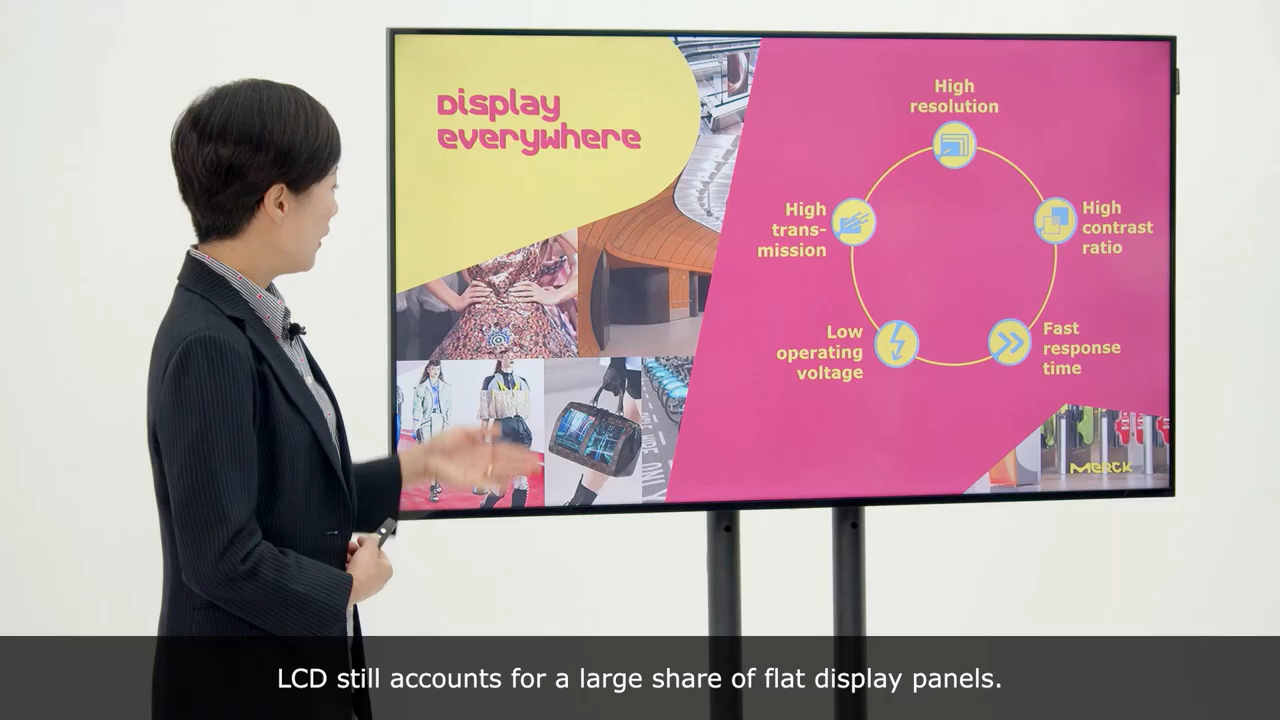 Display
everywhere
High
resolution
High
contrast
ratio
Fast
response
time
Low
operating
voltage
High
trans-
mission
MERCK
LCD still accounts for a large share of flat display panels.